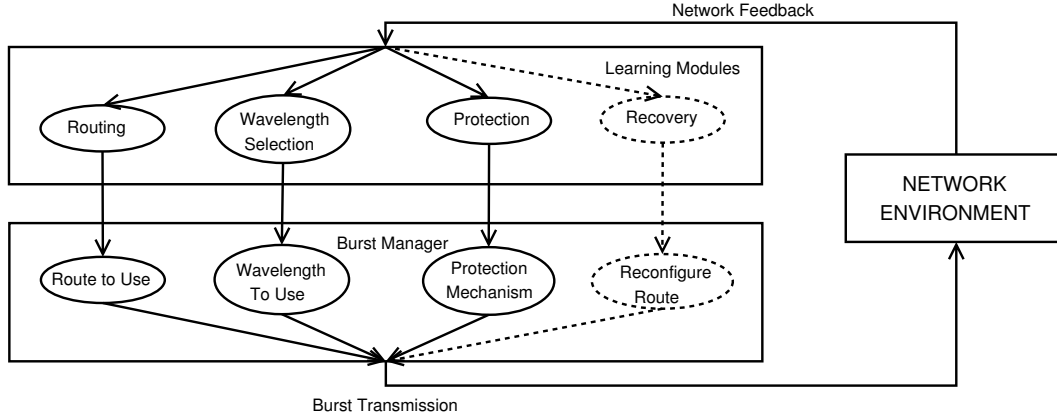 Network Feedback
Learning Modules
Routing
Wavelength
Selection
Protection
Recovery
NETWORK
ENVIRONMENT
Burst Manager
Route to Use
Wavelength
To Use
Protection
Mechanism
Reconfigure
Route
Burst Transmission